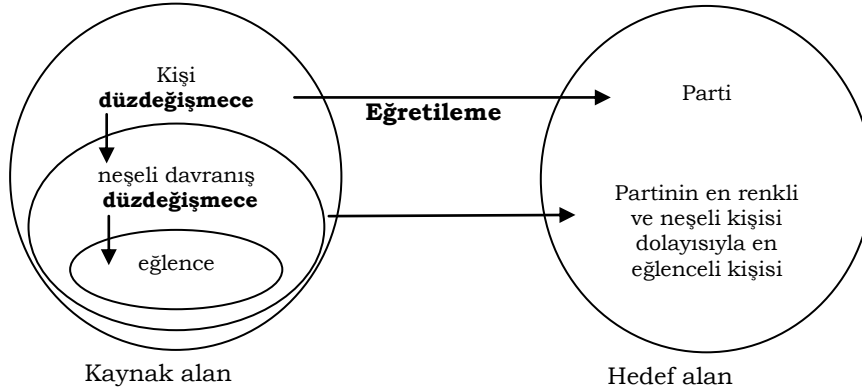 Kişi
düzdeğişmece
neşeli davranış
düzdeğişmece
eğlence
Kaynak alan
Eğretileme
Parti
Partinin en renkli
ve neşeli kişisi
dolayısıyla en
eğlenceli kişisi
Hedef alan